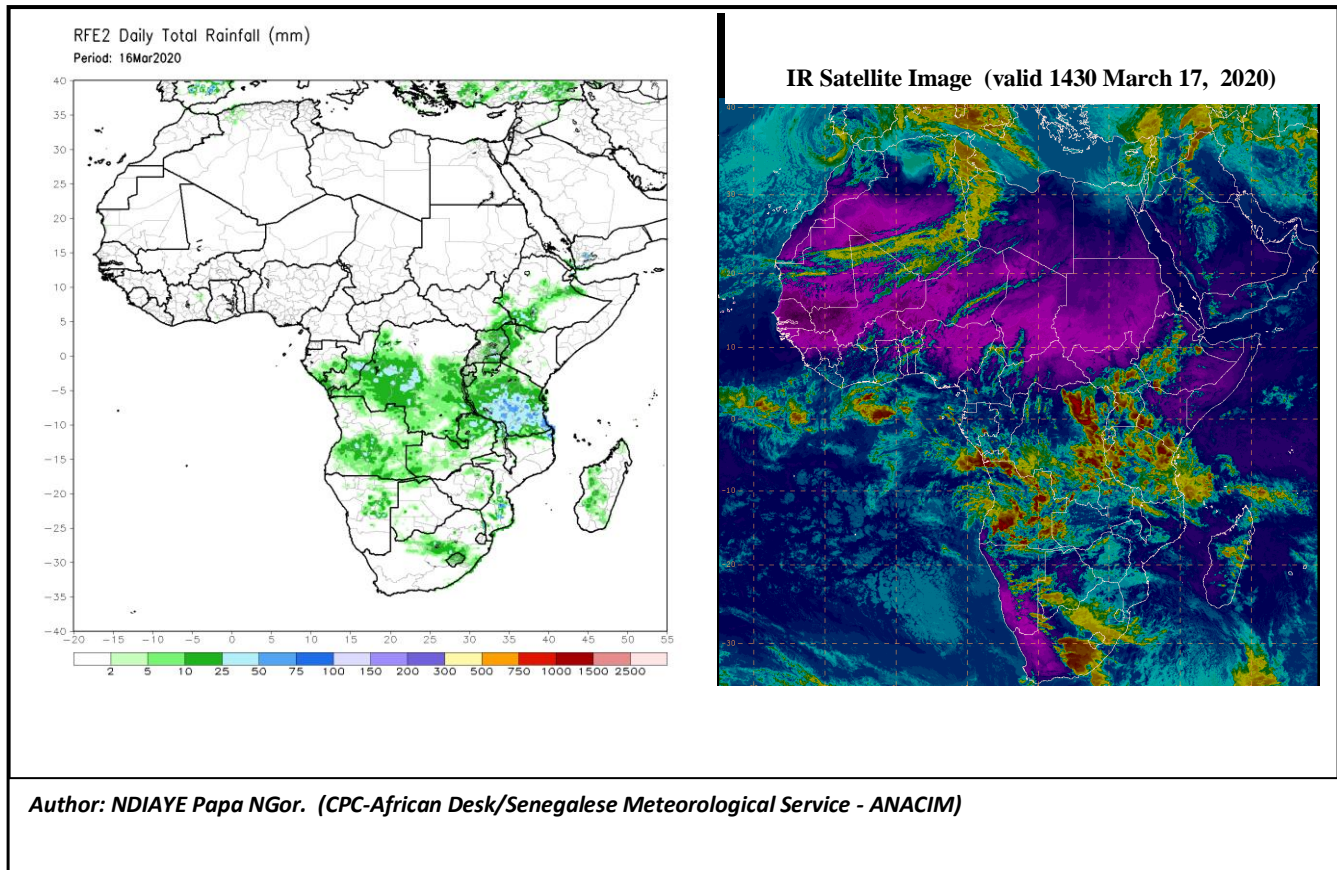 RFE2 Daily Total Rainfall (mm)
Period: 16Mar2020
40
35
30
25
20
15
10
5
0
−5
−10
−15
−20
−25
−30
−35
−40
−20 −15 −10 −5 0 5 10 15 20 25 30 35 40 45 50 55
2 5 10 25 50 75 100 150 200 300 500 750 1000 1500 2500
IR Satellite Image (valid 1430 March 17, 2020)
Author: NDIAYE Papa NGor. (CPC-African Desk/Senegalese Meteorological Service - ANACIM)